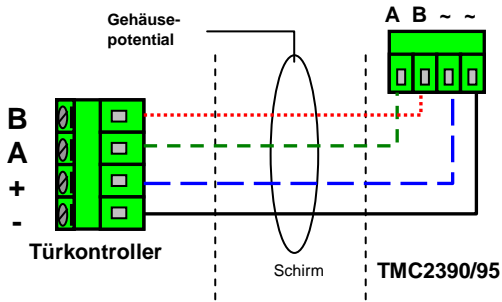 Gehäuse-
potential
A B ~ ~
B
A
+
-
Türkontroller
Schirm
TMC2390/95